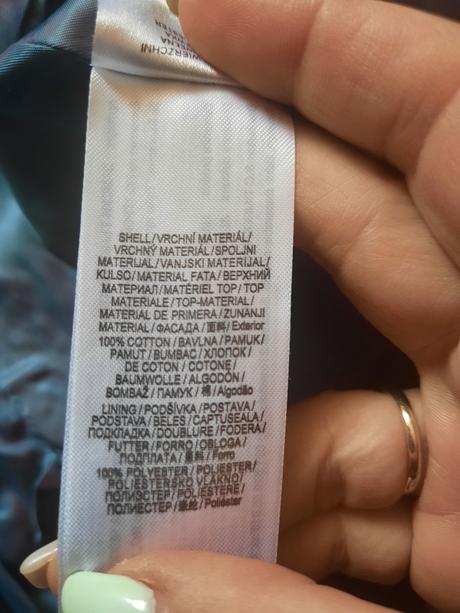 WIERZCHNI
SHELL/VRCHNÍ MATERIÁL/
VRCHNÝ MATERIÁL/SPOLJNI
MATERIJAL/VANJSKI MATERIJAL/
KULSO/MATERIAL FATA/ВЕРХНИЙ
МАТЕРИАЛ/MATÉRIEL TOP/TOP
MATERIALE/TOP-MATERIAL/
MATERIAL DE PRIMERA/ZUNANJI
MATERIAL/ФАСАДА/面料/Exterior
100% COTTON/BAVLNA/PAMUK/
PAMUT/BUMBAC/ХЛОПОК/
DE COTON/COTONE/
BAUMWOLLE/ALGODÓN/
BOMBAŽ/ПАМУК/棉/Algodão
LINING/PODŠÍVKA/POSTAVA/
PODSTAVA/BELES/CAPTUSEALA/
ПОДКЛАДКА/DOUBLURE/FODERA/
FUTTER/FORRO/OBLOGA/
ПОДПЛАТА/里料/Forro
100% POLYESTER/POLIESTER/
POLIESTERSKO VLAKNO/
ПОЛИЭСТЕР/POLYESTERE/
ПОЛИЕСТЕР/涤纶/Poliéster